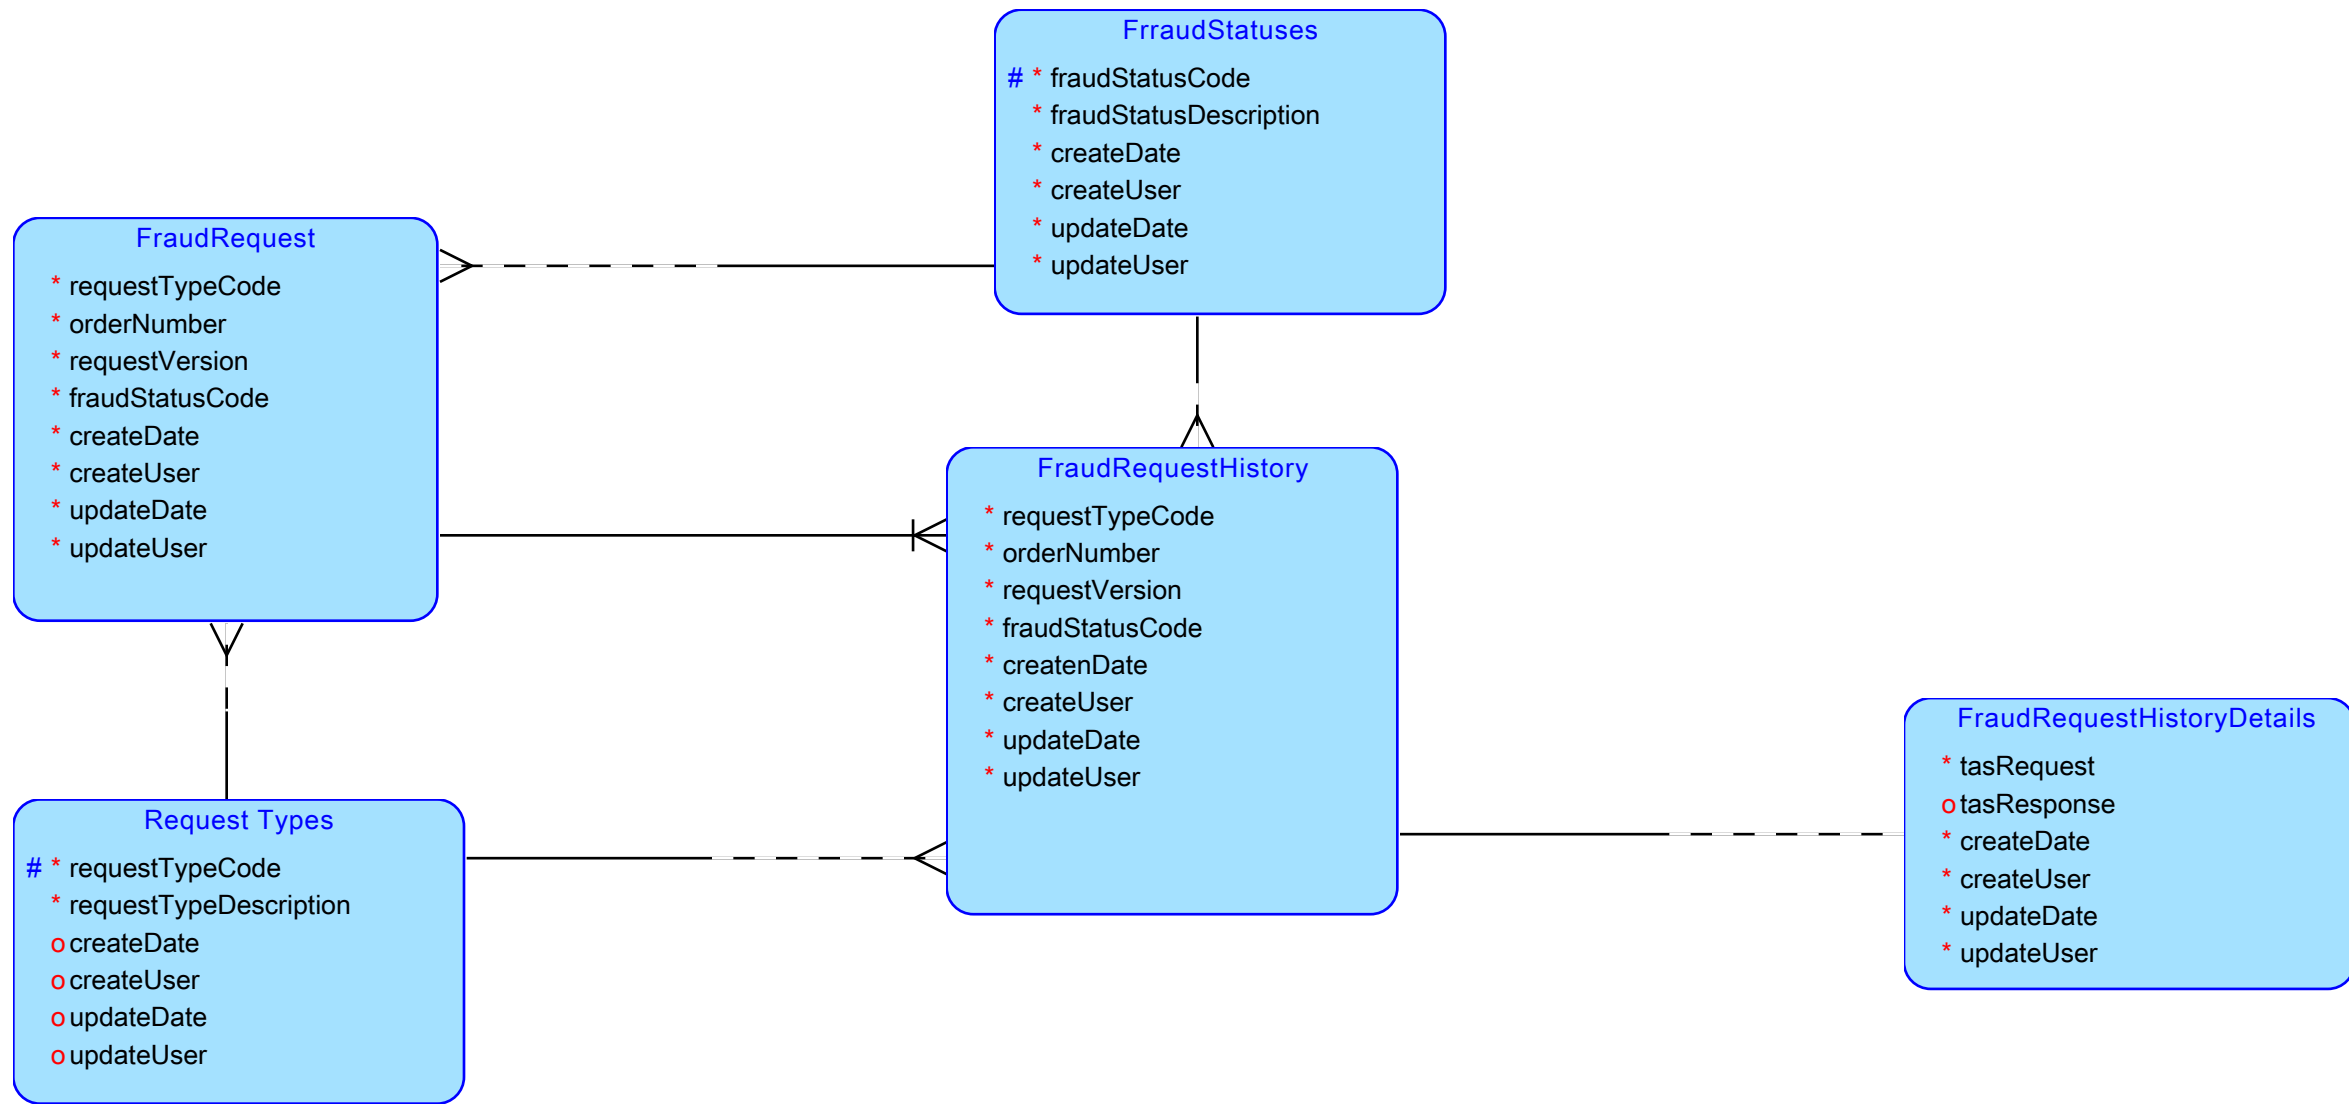 FrraudStatuses
# * fraudStatusCode
* fraudStatusDescription
* createDate
* createUser
* updateDate
* updateUser
FraudRequest
* requestTypeCode
* orderNumber
* requestVersion
* fraudStatusCode
* createDate
* createUser
* updateDate
* updateUser
FraudRequestHistory
* requestTypeCode
* orderNumber
* requestVersion
* fraudStatusCode
* createnDate
* createUser
* updateDate
* updateUser
Request Types
# * requestTypeCode
* requestTypeDescription
o createDate
o createUser
o updateDate
o updateUser
FraudRequestHistoryDetails
* tasRequest
o tasResponse
* createDate
* createUser
* updateDate
* updateUser